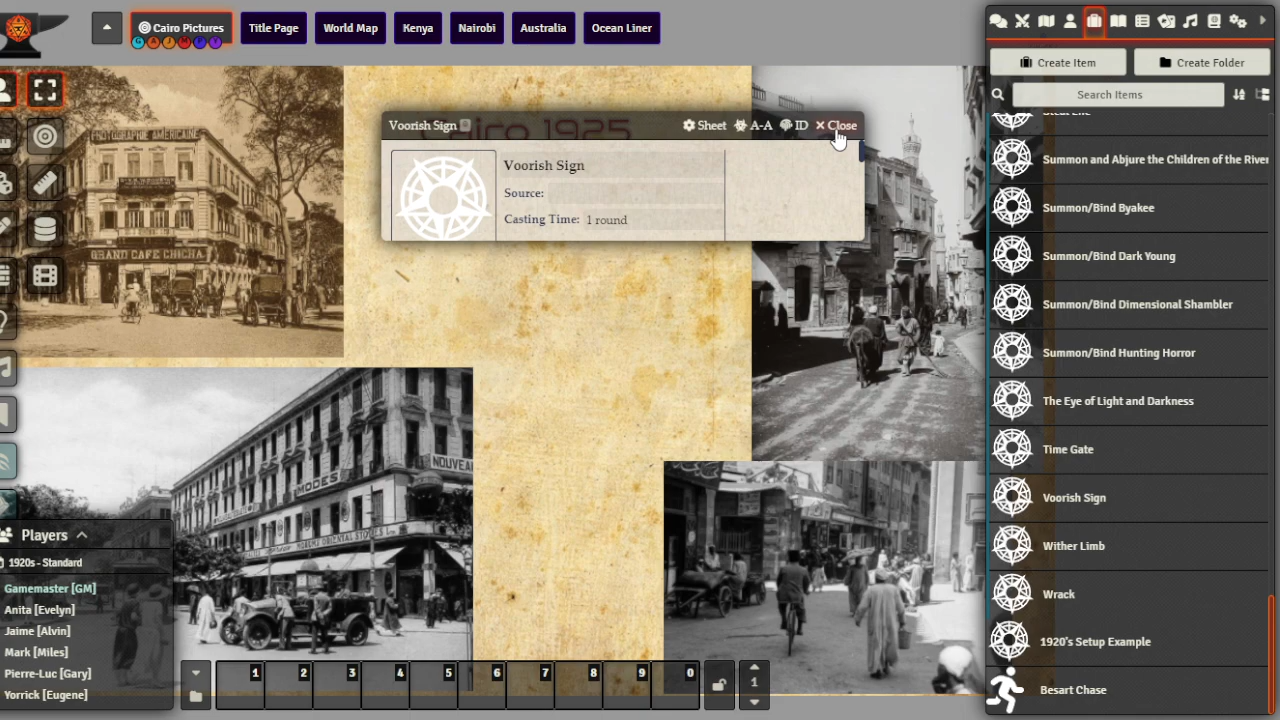 Cairo Pictures
G A J M P Y
Title Page
World Map
Kenya
Nairobi
Australia
Ocean Liner
Create Item
Create Folder
Search Items
Cairo 1925
Voorish Sign
Sheet
A-A
ID
Close
Voorish Sign
Source:
Casting Time: 1 round
PHOTOGRAPHIE AMERICAINE
GRAND CAFE CHICHA
MODES
NOUVEA
Summon and Abjure the Children of the River
Summon/Bind Byakee
Summon/Bind Dark Young
Summon/Bind Dimensional Shambler
Summon/Bind Hunting Horror
The Eye of Light and Darkness
Time Gate
Voorish Sign
Wither Limb
Wrack
1920's Setup Example
Besart Chase
Players
1920s - Standard
Gamemaster [GM]
Anita [Evelyn]
Jaime [Alvin]
Mark [Miles]
Pierre-Luc [Gary]
Yorrick [Eugene]
1 2 3 4 5 6 7 8 9 0
1